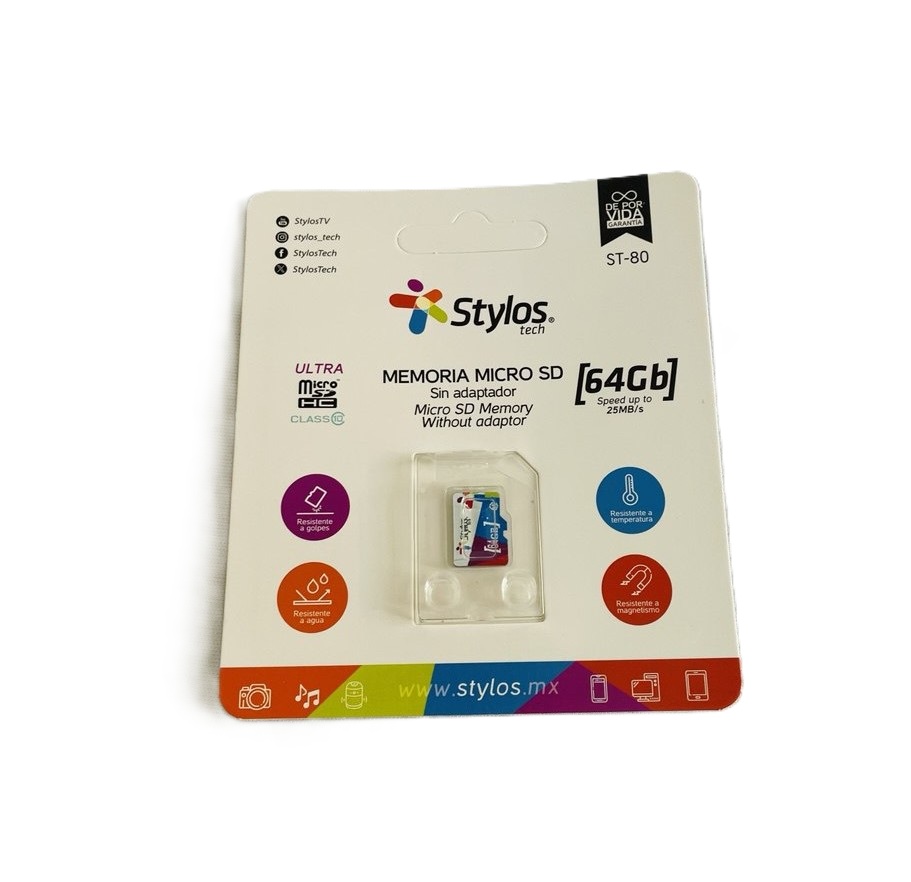 StylosTV
stylos_tech
StylosTech
StylosTech
DE POR
VIDA
GARANTÍA
ST-80
Stylos®
tech
ULTRA
Micro
SD
HC
CLASS 10
MEMORIA MICRO SD
Sin adaptador
Micro SD Memory
Without adaptor
[64Gb]
Speed up to
25MB/s
Resistente
a golpes
Resistente
a temperatura
Resistente
a agua
Resistente a
magnetismo
[64GB]
www.stylos.mx